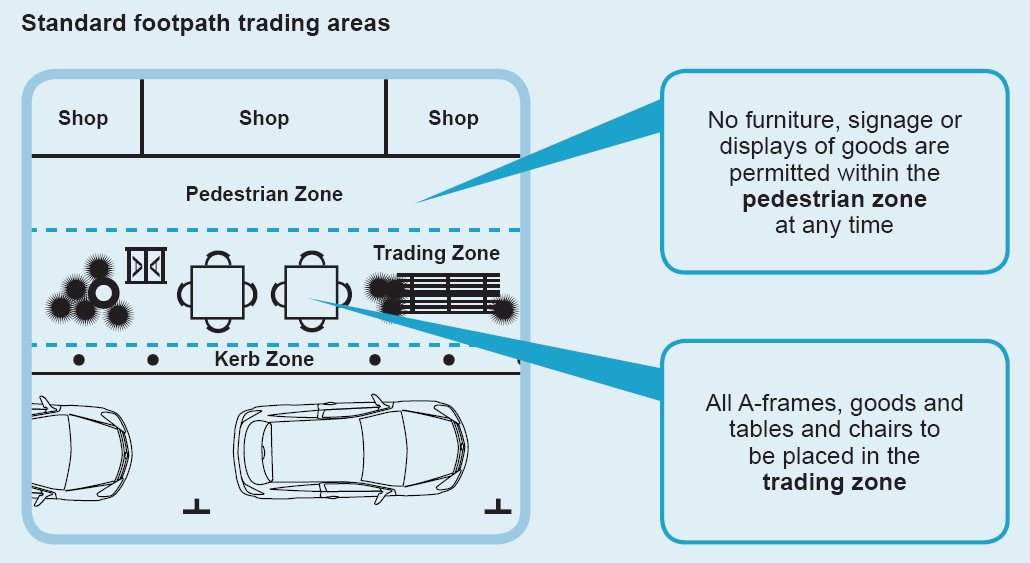 Standard footpath trading areas
Shop
Shop
Shop
Pedestrian Zone
Trading Zone
Kerb Zone
No furniture, signage or
displays of goods are
permitted within the
pedestrian zone
at any time
All A-frames, goods and
tables and chairs to
be placed in the
trading zone